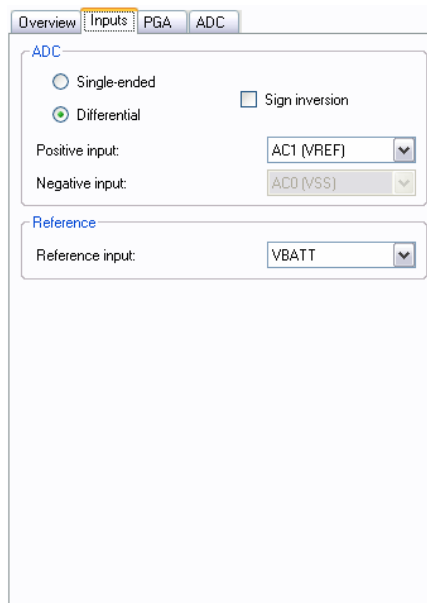 Overview Inputs PGA ADC
ADC
Single-ended
Sign inversion
Differential
Positive input: AC1 (VREF)
Negative input: AC0 (VSS)
Reference
Reference input: VBATT